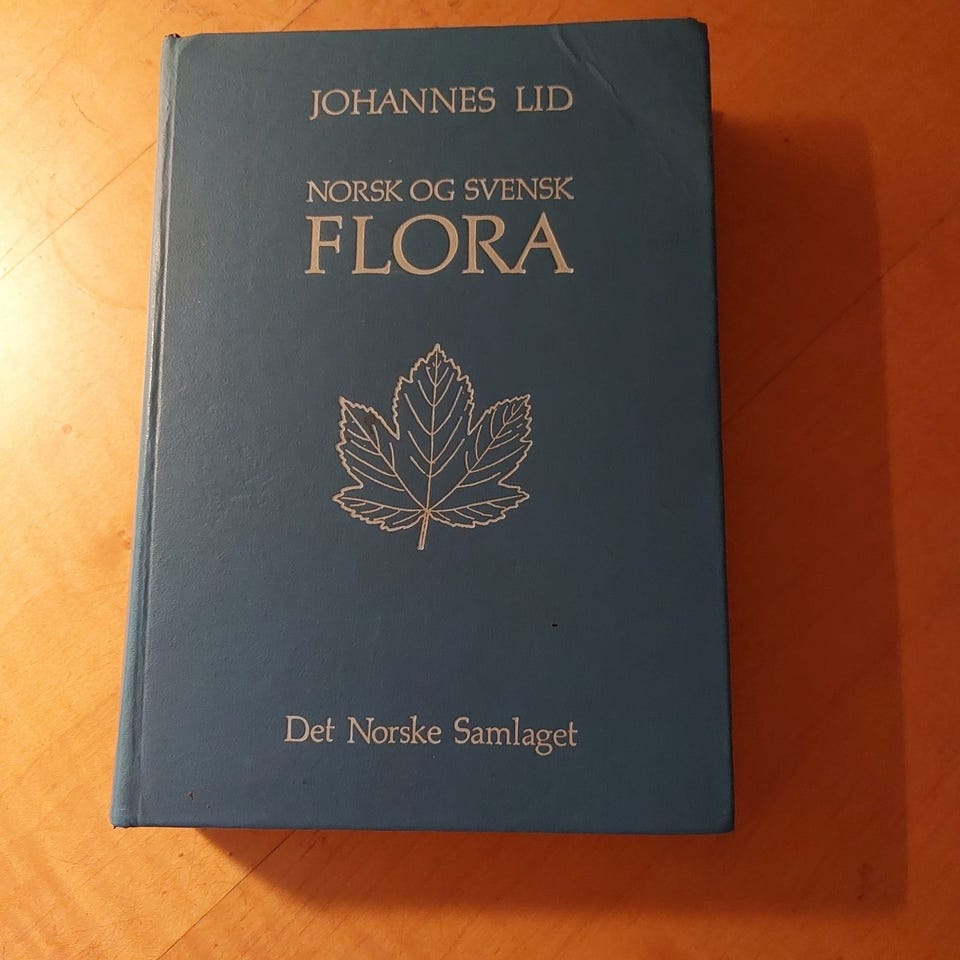 JOHANNES LID
NORSK OG SVENSK
FLORA
Det Norske Samlaget